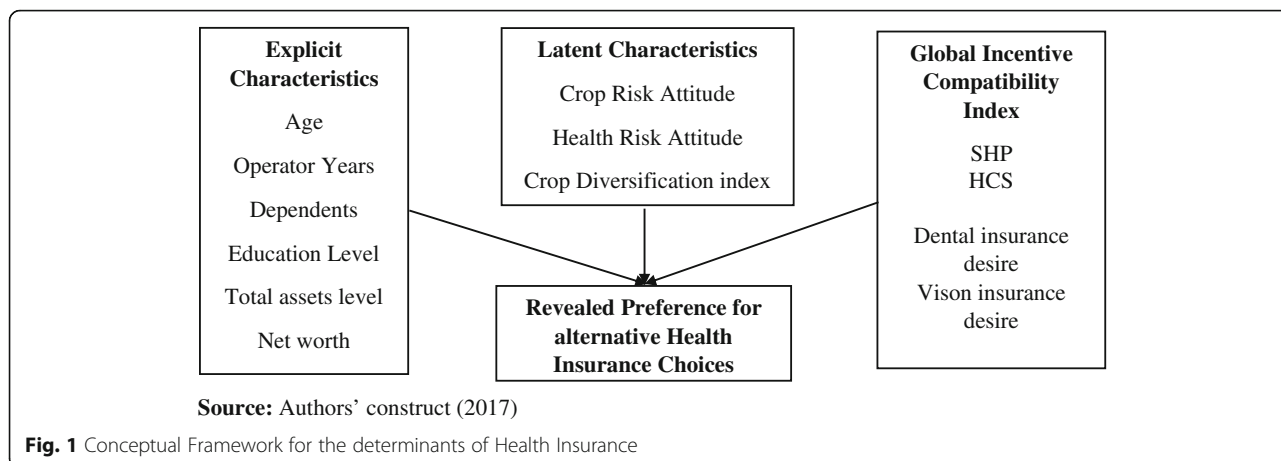 Explicit
Characteristics
Age
Operator Years
Dependents
Education Level
Total assets level
Net worth
Latent Characteristics
Crop Risk Attitude
Health Risk Attitude
Crop Diversification index
Global Incentive
Compatibility
Index
SHP
HCS
Dental insurance
desire
Vison insurance
desire
Revealed Preference for
alternative Health
Insurance Choices
Source: Authors' construct (2017)
Fig. 1 Conceptual Framework for the determinants of Health Insurance